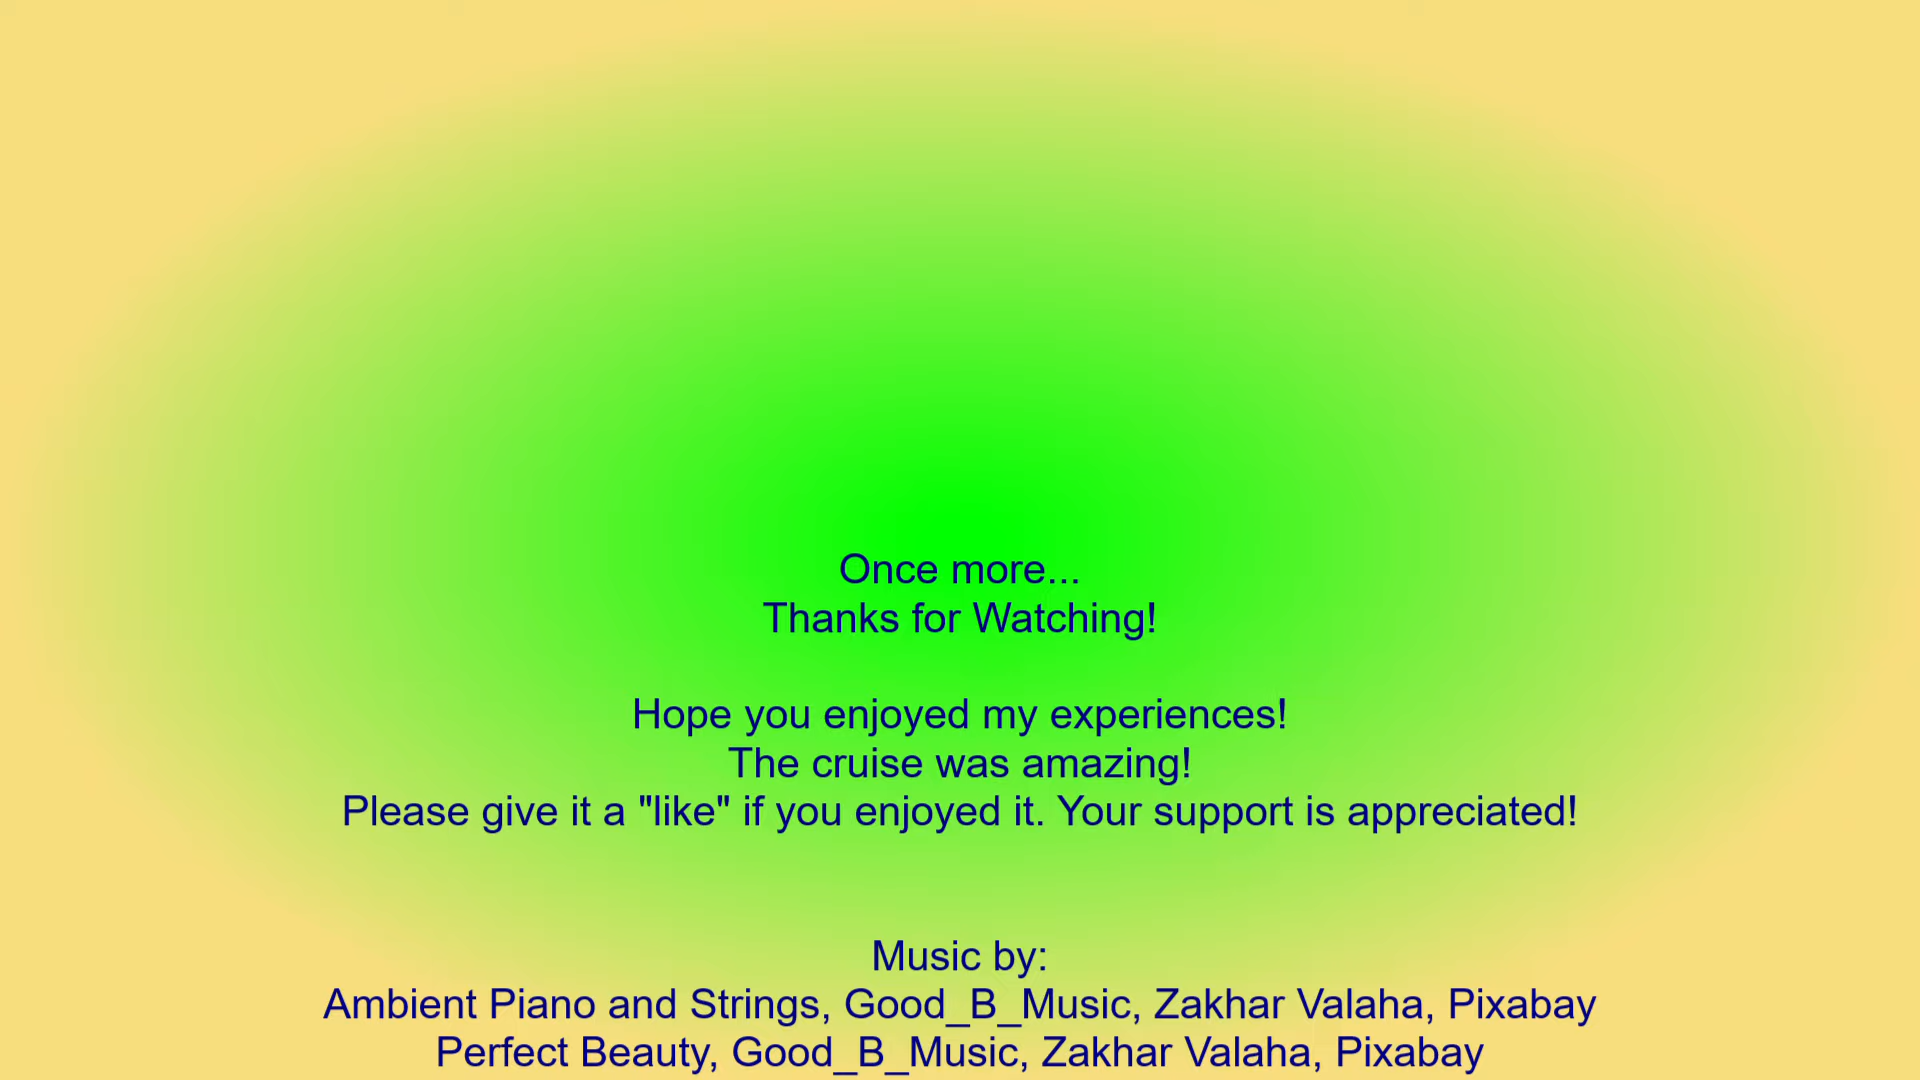 Once more...
Thanks for Watching!
Hope you enjoyed my experiences!
The cruise was amazing!
Please give it a "like" if you enjoyed it. Your support is appreciated!
Music by:
Ambient Piano and Strings, Good_B_Music, Zakhar Valaha, Pixabay
Perfect Beauty, Good_B_Music, Zakhar Valaha, Pixabay